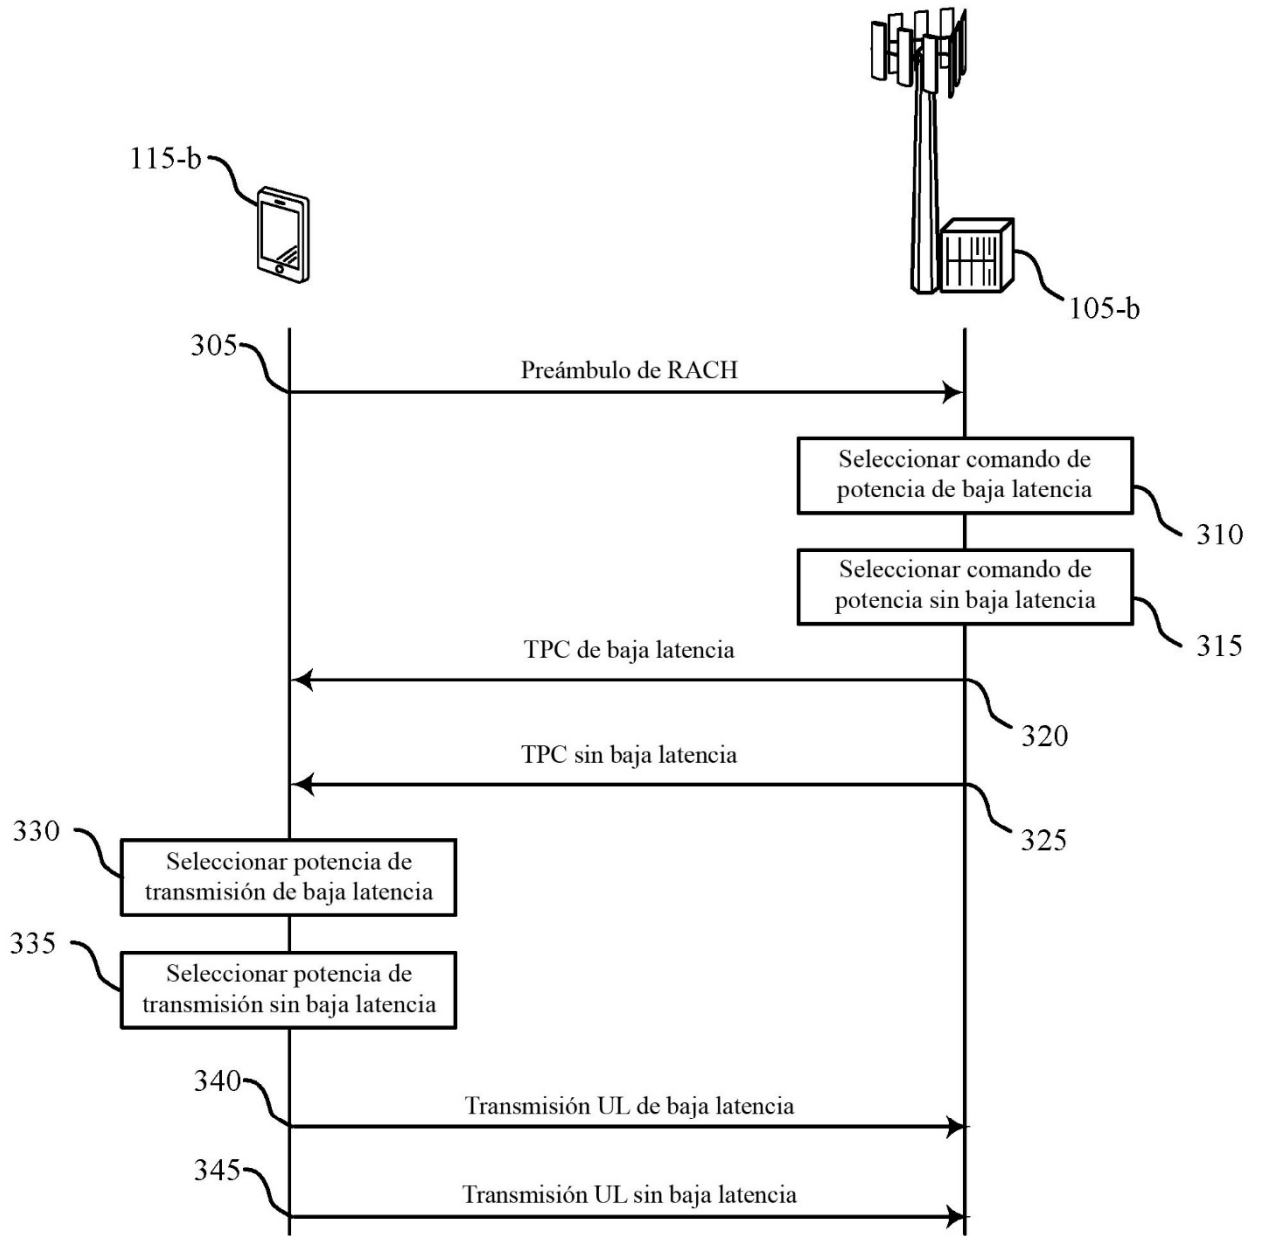 115-b
105-b
305
Preámbulo de RACH
Seleccionar comando de
potencia de baja latencia
310
Seleccionar comando de
potencia sin baja latencia
315
TPC de baja latencia
320
TPC sin baja latencia
325
330
Seleccionar potencia de
transmisión de baja latencia
335
Seleccionar potencia de
transmisión sin baja latencia
340
Transmisión UL de baja latencia
345
Transmisión UL sin baja latencia